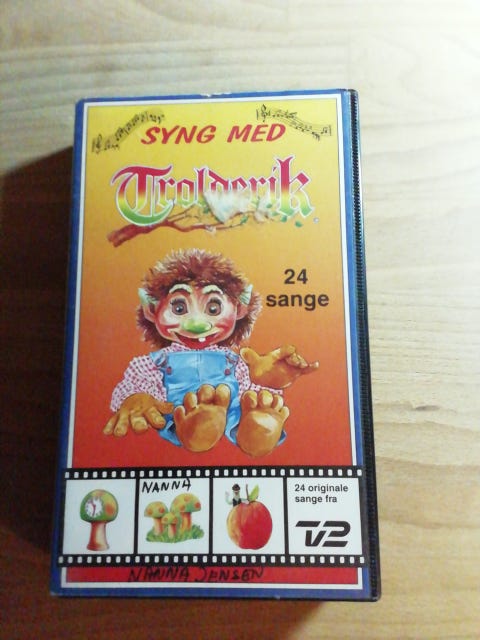 SYNG MED
Trolderik
24
sange
NANNA
24 originale
sange fra
TV2
NANNA JENSEN